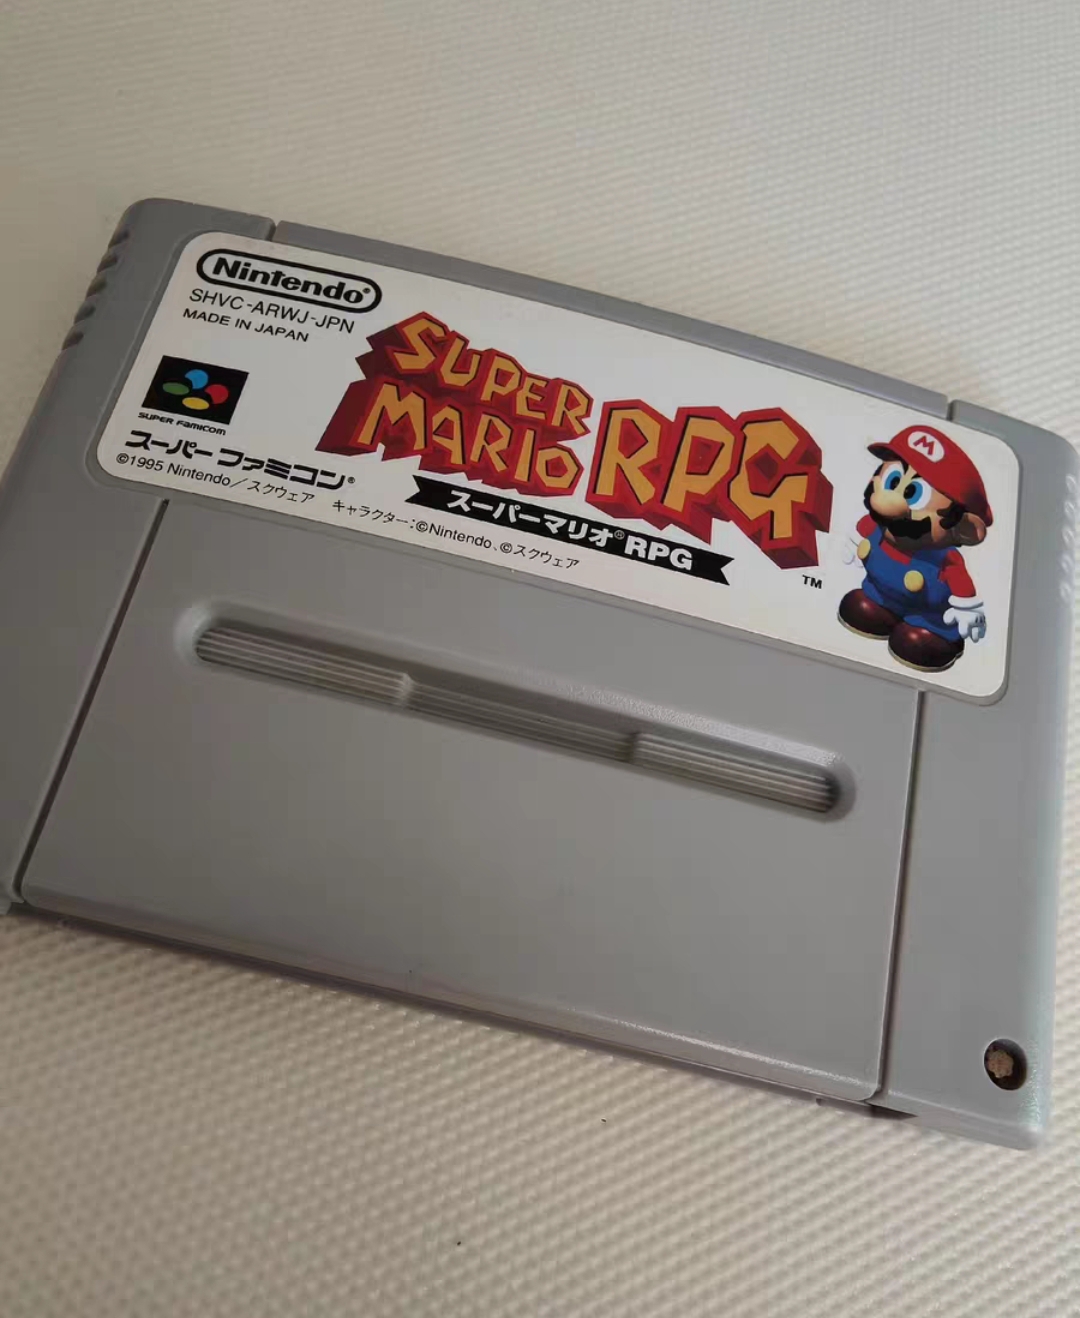 Nintendo®
SHVC-ARWJ-JPN
MADE IN JAPAN
SUPER FAMICOM
スーパーファミコン®
©1995 Nintendo／スクウェア
キャラクター：©Nintendo、©スクウェア
SUPER
MARIO RPG
スーパーマリオ®RPG
TM
M